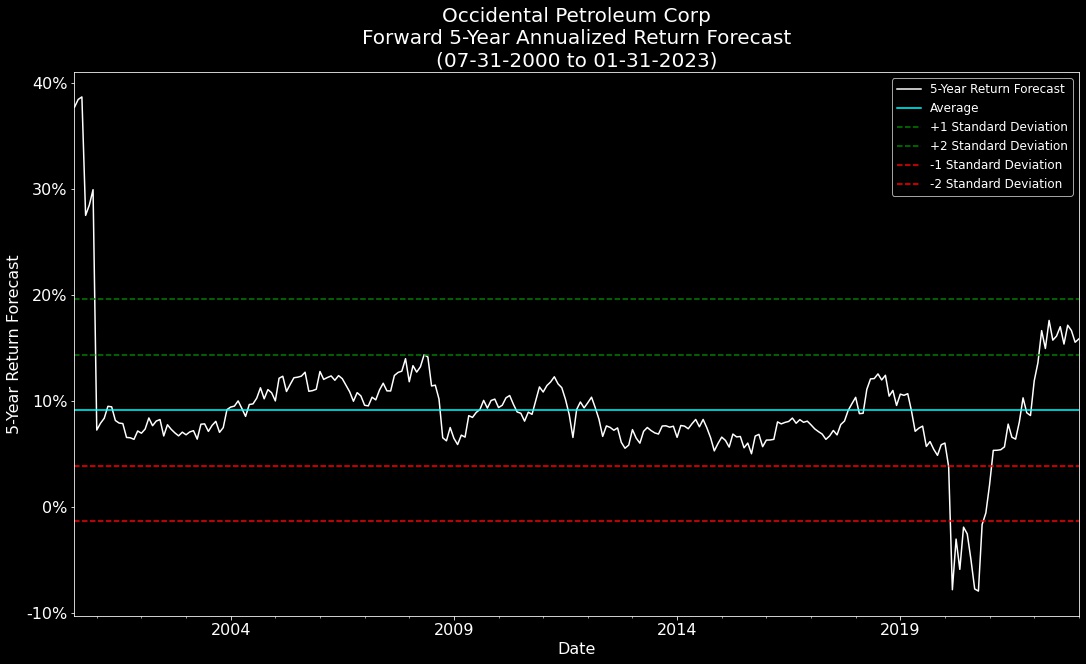 Occidental Petroleum Corp
Forward 5-Year Annualized Return Forecast
(07-31-2000 to 01-31-2023)
40%
30%
20%
10%
0%
-10%
5-Year Return Forecast
5-Year Return Forecast
Average
+1 Standard Deviation
+2 Standard Deviation
-1 Standard Deviation
-2 Standard Deviation
2004
2009
2014
2019
Date